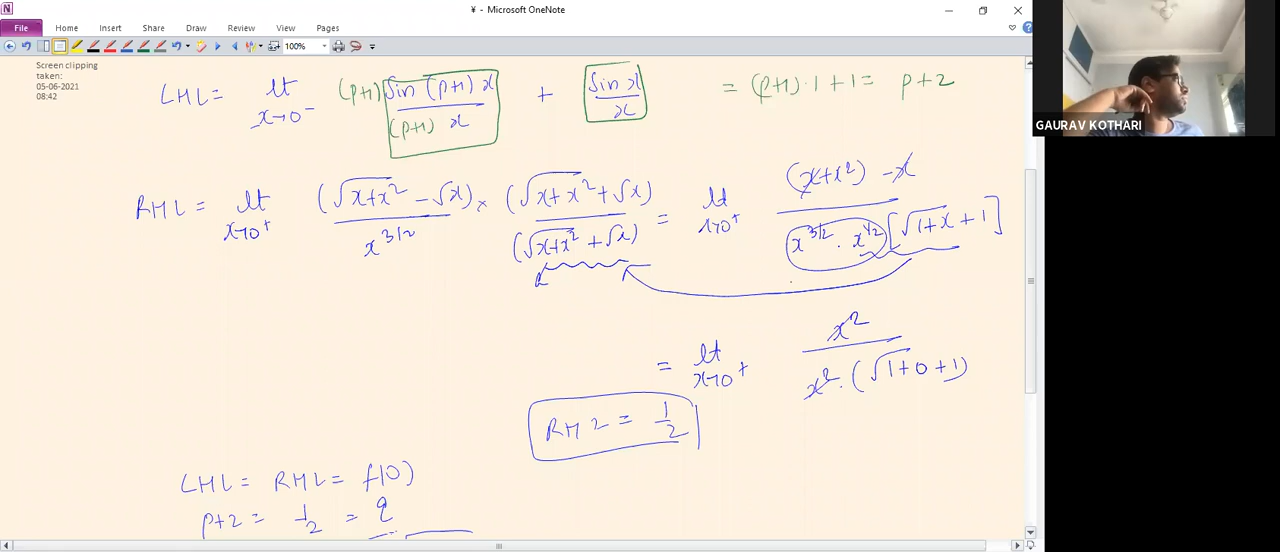 ¥ - Microsoft OneNote
File Home Insert Share Draw Review View Pages
100%
Screen clipping
taken:
05-06-2021
08:42
LHL = lt x→0⁻ (p+1) Sin (p+1) x / (p+1) x + Sin x / x = (p+1)·1 + 1 = p+2
GAURAV KOTHARI
RHL = lt x→0⁺ (√x+x² - √x) / x^3/2 × (√x+x² + √x) / (√x+x² + √x) = lt x→0⁺ (x+x²) - x / x^3/2 · x^1/2 [√1+x + 1]
= lt x→0⁺ x² / x² · (√1+0 + 1)
RHL = 1/2
LHL = RHL = f(0)
p+2 = 1/2 = q